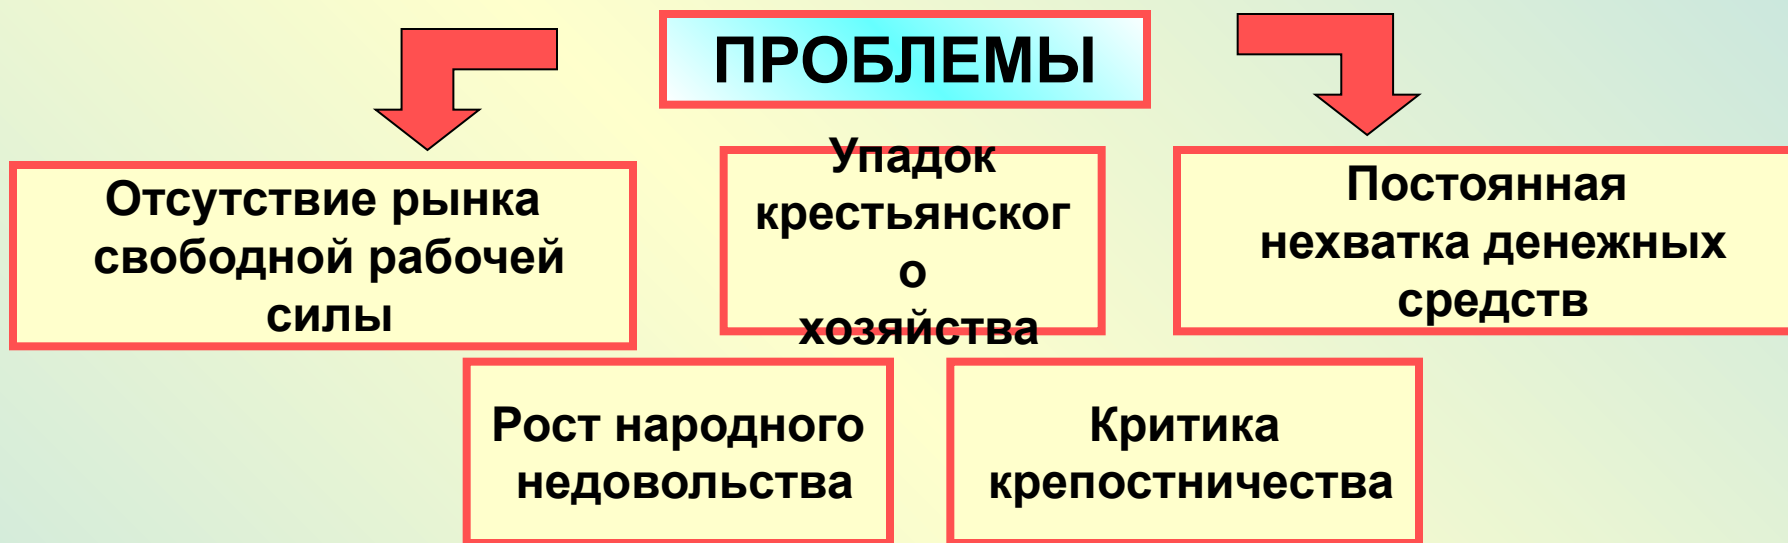 ПРОБЛЕМЫ
Отсутствие рынка
свободной рабочей
силы
Упадок
крестьянског
о
хозяйства
Постоянная
нехватка денежных
средств
Рост народного
недовольства
Критика
крепостничества